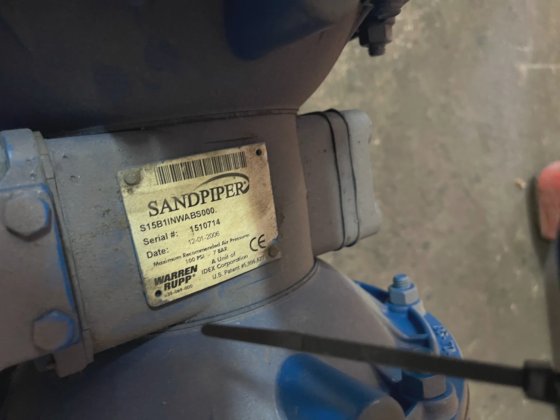 SANDPIPER
S15B1INWABS000.
Serial #: 1510714
Date: 12-01-2006
Maximum Recommended Air Pressure
100 PSI - 7 BAR
CE
WARREN RUPP
A Unit of
IDEX Corporation
U.S. Patent